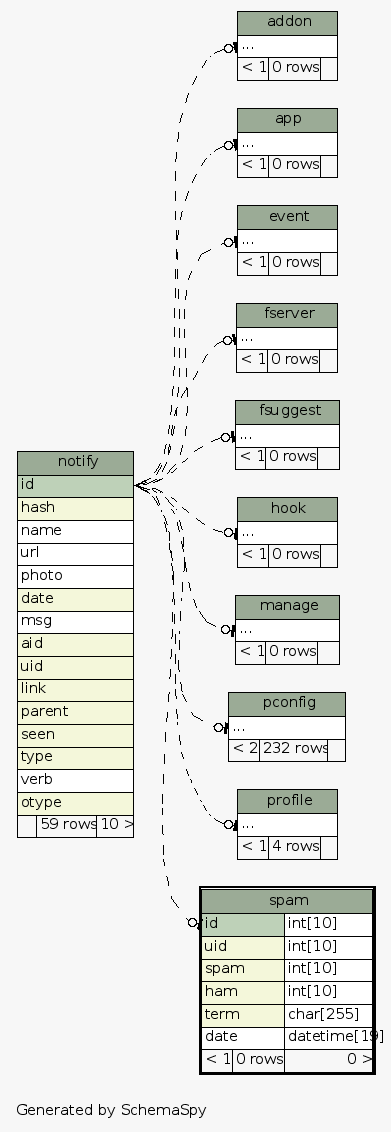 addon
...
< 1 0 rows
app
...
< 1 0 rows
event
...
< 1 0 rows
fserver
...
< 1 0 rows
fsuggest
...
< 1 0 rows
notify
id
hash
name
url
photo
date
msg
aid
uid
link
parent
seen
type
verb
otype
59 rows 10 >
hook
...
< 1 0 rows
manage
...
< 1 0 rows
pconfig
...
< 2 232 rows
profile
...
< 1 4 rows
spam
id int[10]
uid int[10]
spam int[10]
ham int[10]
term char[255]
date datetime[19]
< 1 0 rows 0 >
Generated by SchemaSpy